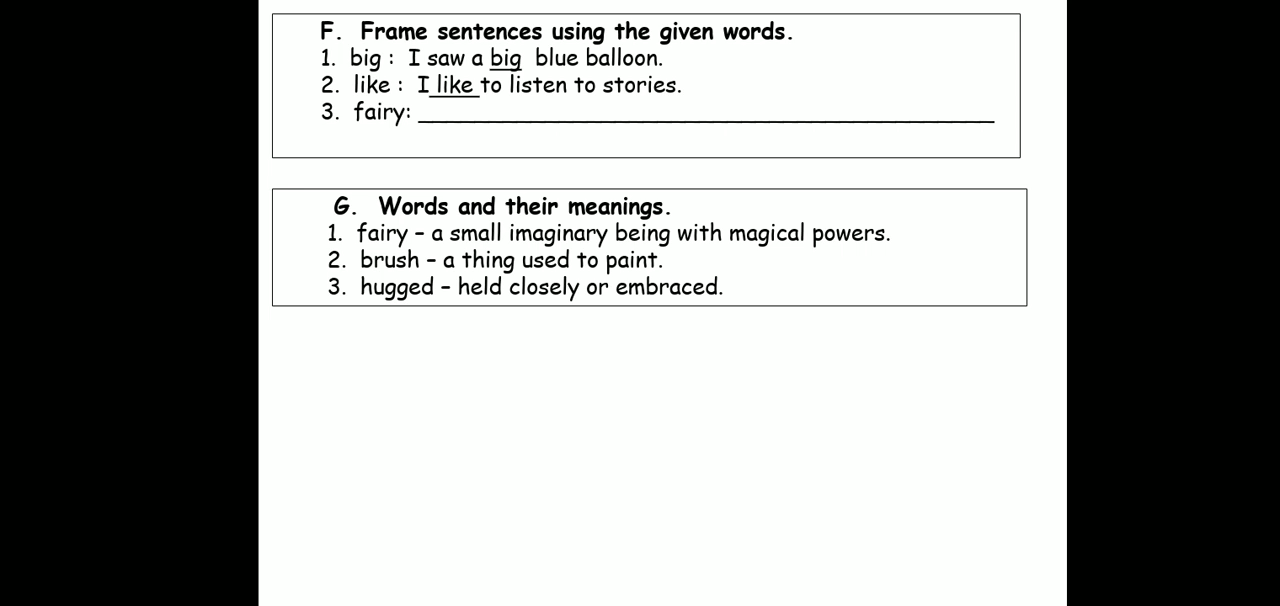 F. Frame sentences using the given words.
1. big : I saw a big blue balloon.
2. like : I like to listen to stories.
3. fairy: ________________________________________________
G. Words and their meanings.
1. fairy – a small imaginary being with magical powers.
2. brush – a thing used to paint.
3. hugged – held closely or embraced.